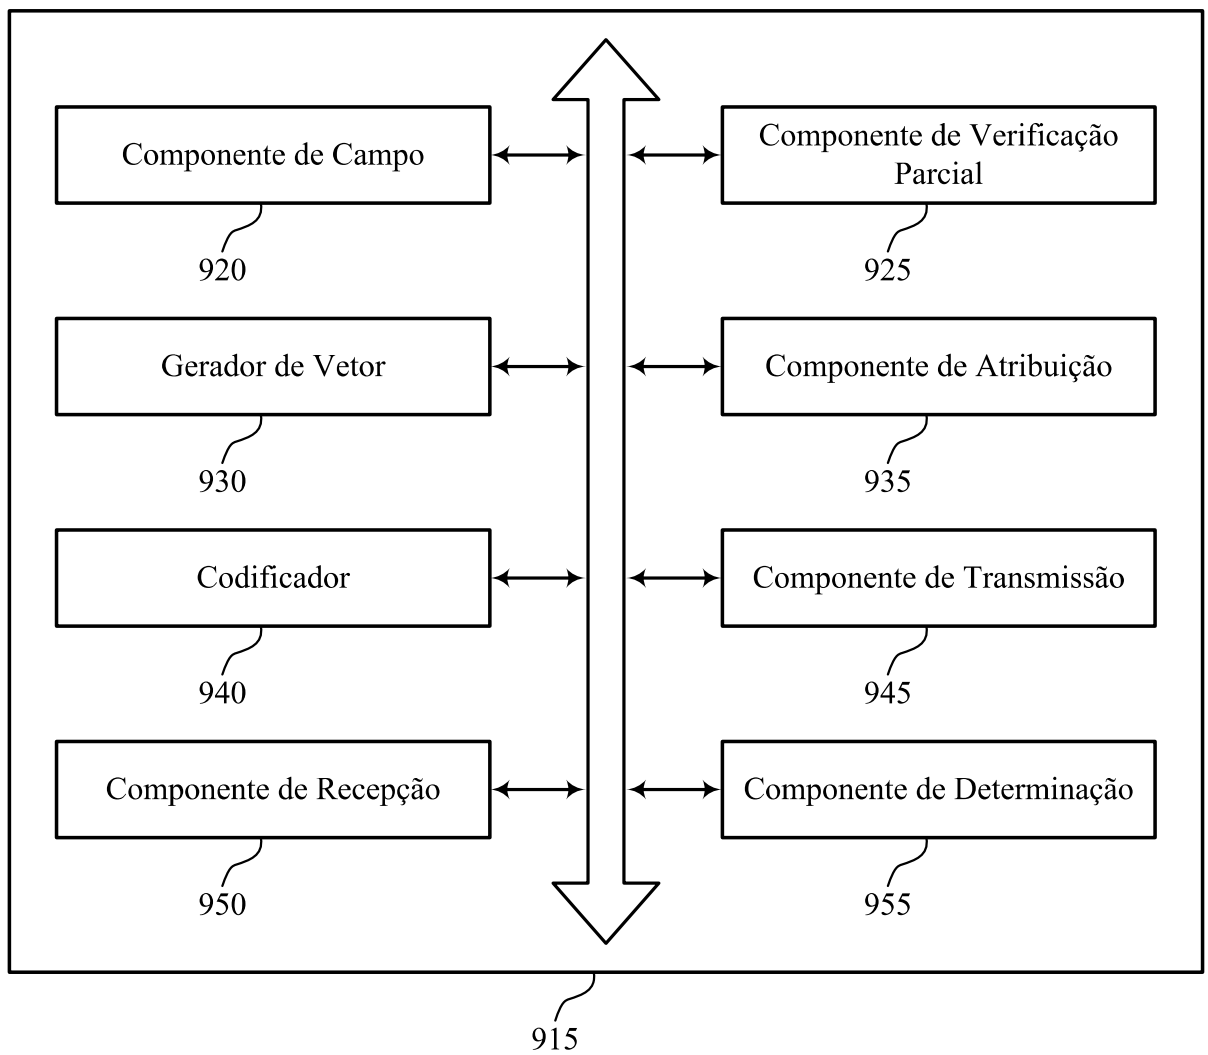 Componente de Campo
920
Componente de Verificação
Parcial
925
Gerador de Vetor
930
Componente de Atribuição
935
Codificador
940
Componente de Transmissão
945
Componente de Recepção
950
Componente de Determinação
955
915